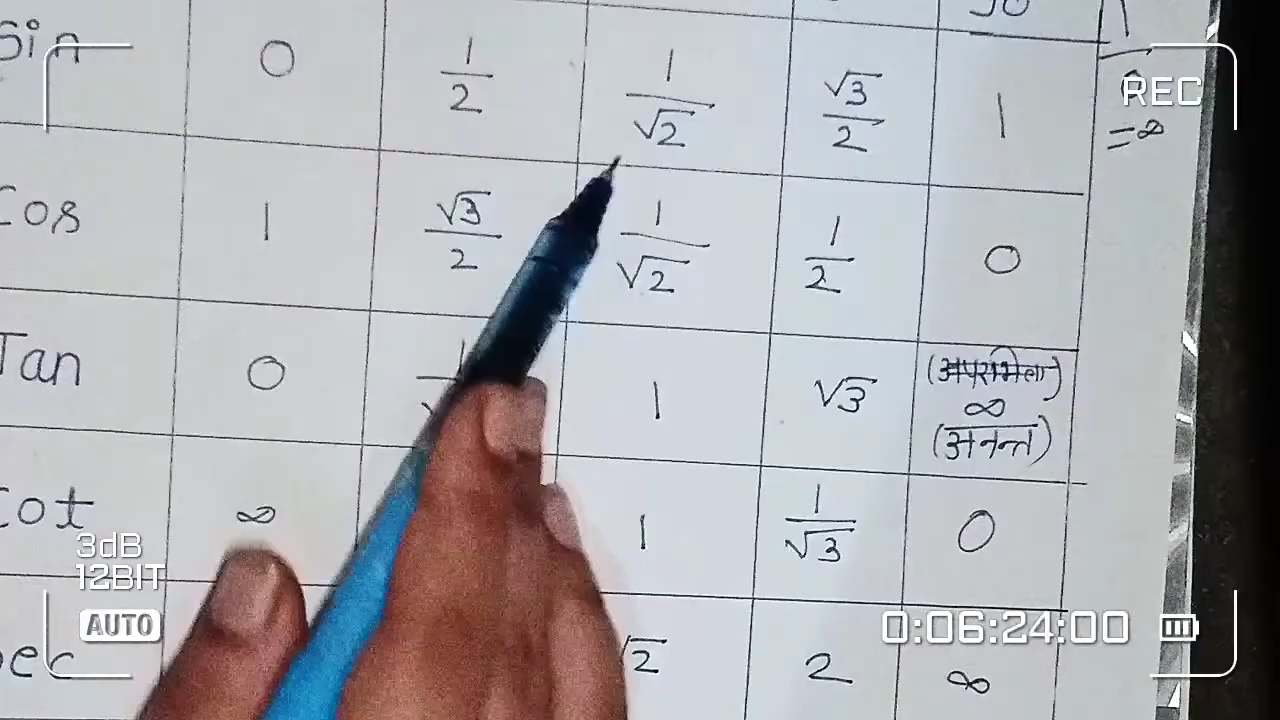 90
Sin 0 1/2 1/√2 √3/2 1
= ∞
Cos 1 √3/2 1/√2 1/2 0
Tan 0 1 √3 ∞ (अनन्त)
Cot ∞ 1 1/√3 0
Sec √2 2 ∞
REC
3dB
12BIT
AUTO
0:06:24:00